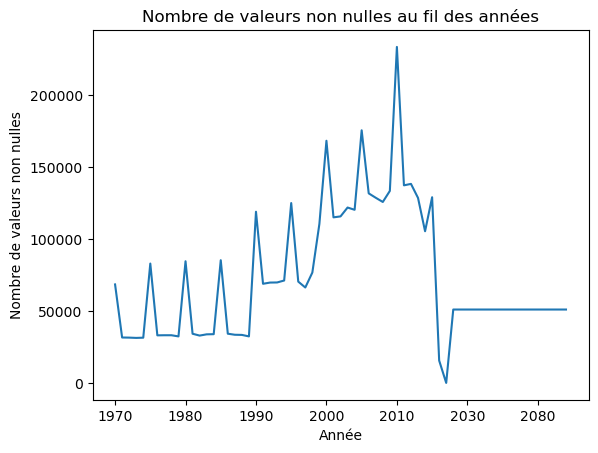 Nombre de valeurs non nulles au fil des années
Nombre de valeurs non nulles
200000
150000
100000
50000
0
1970 1980 1990 2000 2010 2030 2080
Année